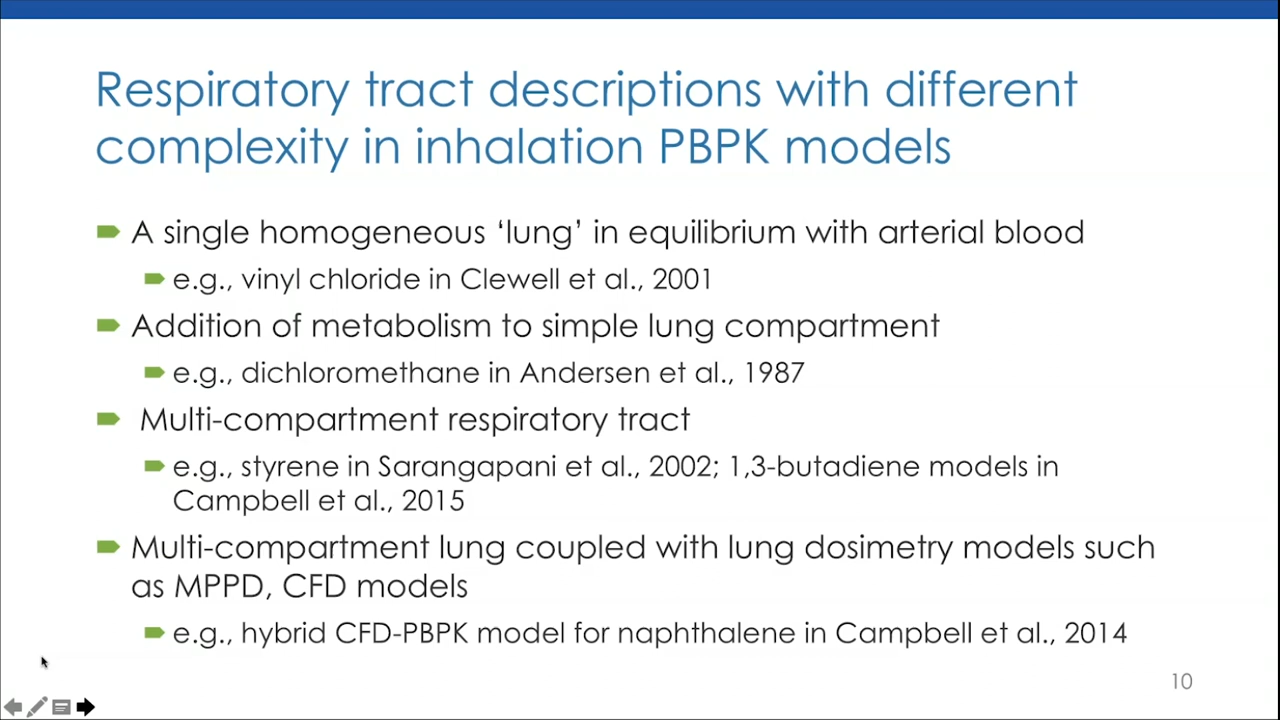 Respiratory tract descriptions with different
complexity in inhalation PBPK models
A single homogeneous ‘lung’ in equilibrium with arterial blood
e.g., vinyl chloride in Clewell et al., 2001
Addition of metabolism to simple lung compartment
e.g., dichloromethane in Andersen et al., 1987
Multi-compartment respiratory tract
e.g., styrene in Sarangapani et al., 2002; 1,3-butadiene models in
Campbell et al., 2015
Multi-compartment lung coupled with lung dosimetry models such
as MPPD, CFD models
e.g., hybrid CFD-PBPK model for naphthalene in Campbell et al., 2014
10